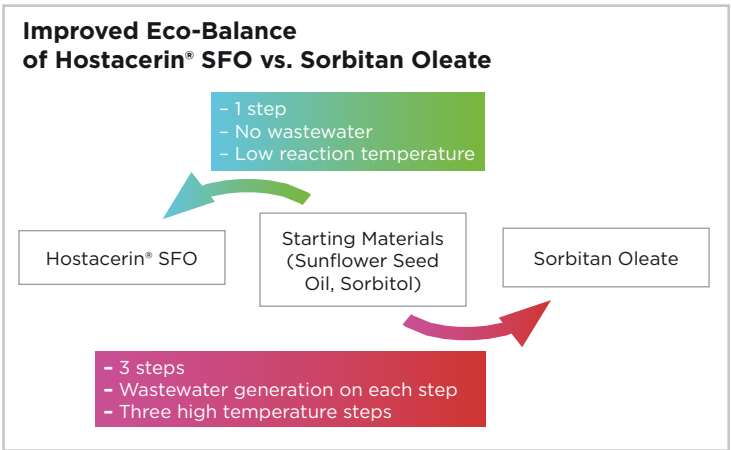 Improved Eco-Balance
of Hostacerin® SFO vs. Sorbitan Oleate
– 1 step
– No wastewater
– Low reaction temperature
Hostacerin® SFO
Starting Materials
(Sunflower Seed
Oil, Sorbitol)
Sorbitan Oleate
– 3 steps
– Wastewater generation on each step
– Three high temperature steps